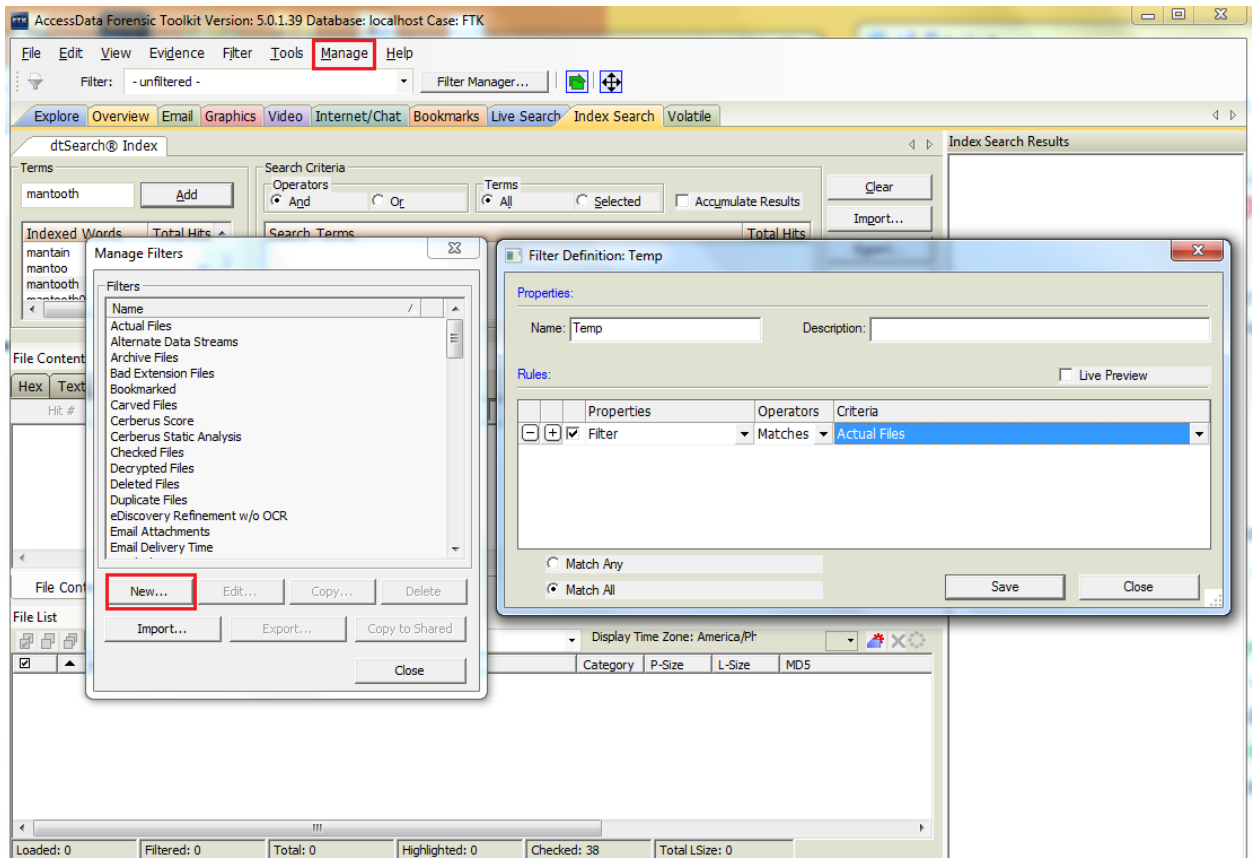 AccessData Forensic Toolkit Version: 5.0.1.39 Database: localhost Case: FTK
File Edit View Evidence Filter Tools Manage Help
Filter: - unfiltered - Filter Manager...
Explore Overview Email Graphics Video Internet/Chat Bookmarks Live Search Index Search Volatile
dtSearch® Index
Index Search Results
Terms
mantooth Add
Search Criteria
Operators
And Or
Terms
All Selected
Accumulate Results
Clear
Import...
Indexed Words Total Hits
mantain
mantoo
mantooth
Search Terms Total Hits
File Content
Hex Text
Hit #
File Cont
Manage Filters
Filters
Name
Actual Files
Alternate Data Streams
Archive Files
Bad Extension Files
Bookmarked
Carved Files
Cerberus Score
Cerberus Static Analysis
Checked Files
Decrypted Files
Deleted Files
Duplicate Files
eDiscovery Refinement w/o OCR
Email Attachments
Email Delivery Time
New... Edit... Copy... Delete
Import... Export... Copy to Shared
Close
Filter Definition: Temp
Properties:
Name: Temp Description:
Rules: Live Preview
Properties Operators Criteria
Filter Matches Actual Files
Match Any
Match All
Save Close
File List
Display Time Zone: America/Ph
Category P-Size L-Size MD5
Loaded: 0 Filtered: 0 Total: 0 Highlighted: 0 Checked: 38 Total LSize: 0